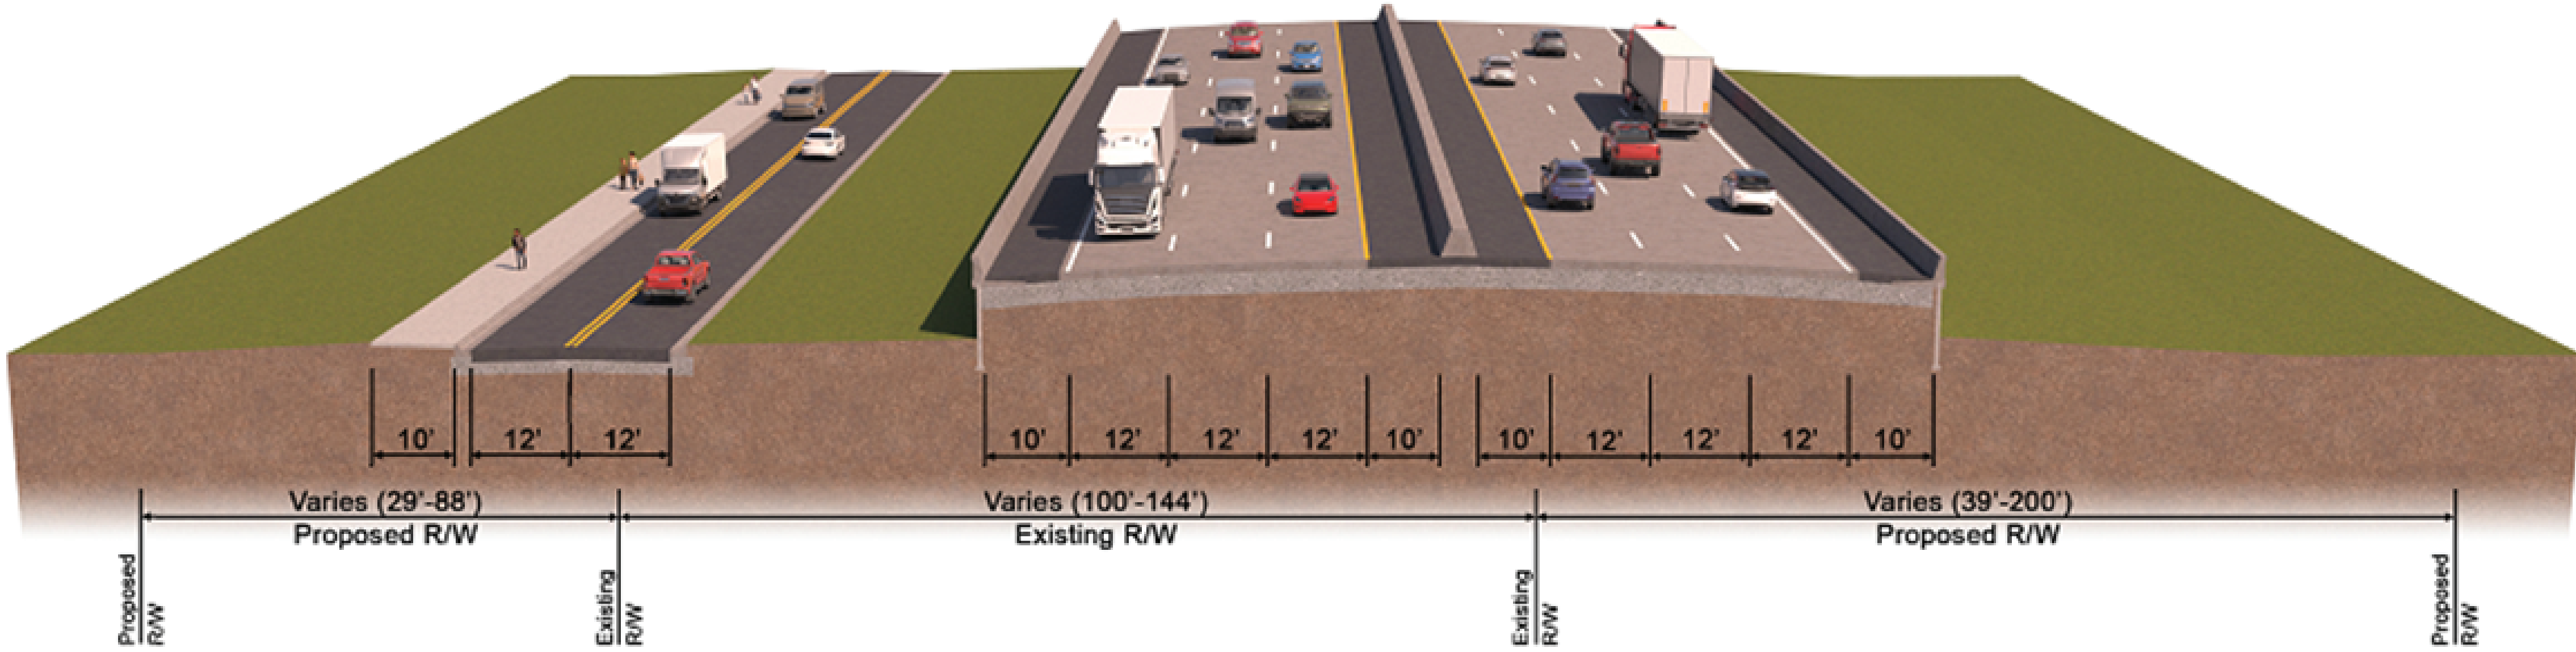 10' 12' 12' 10' 12' 12' 12' 10' 10' 12' 12' 12' 10'
Varies (29'-88') Varies (100'-144') Varies (39'-200')
Proposed R/W Existing R/W Proposed R/W
Proposed
R/W
Existing
R/W
Existing
R/W
Proposed
R/W